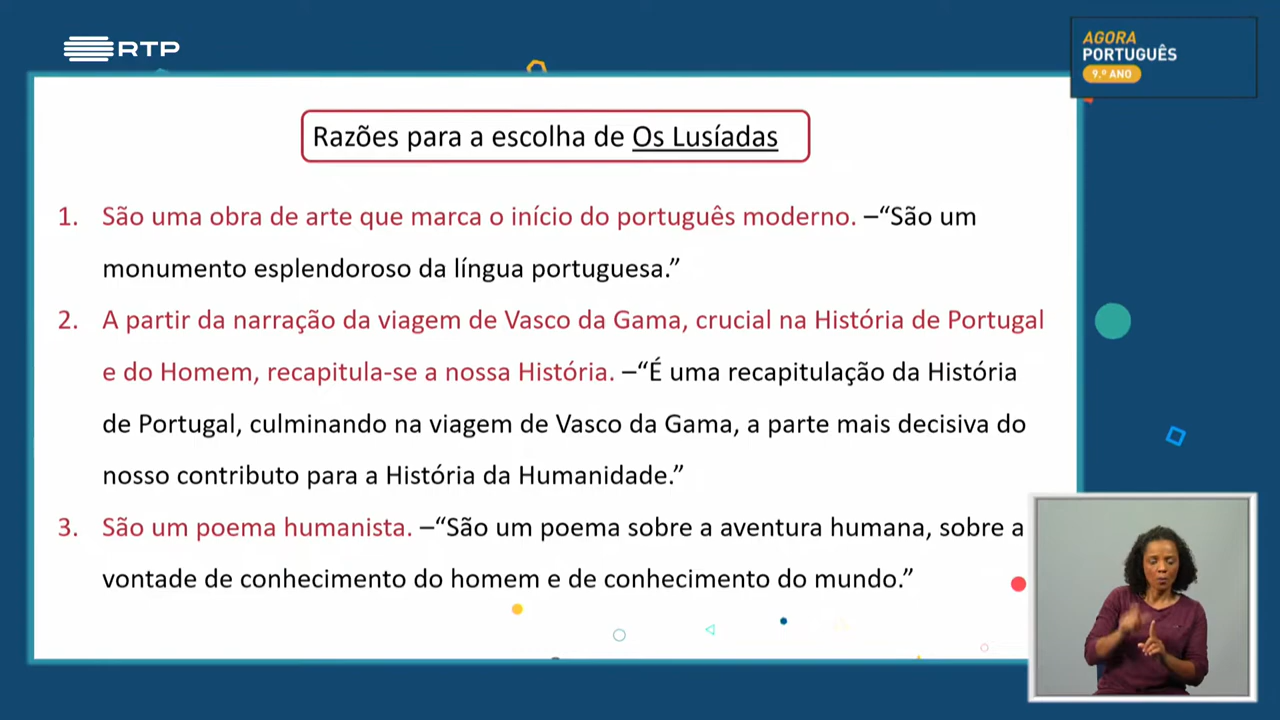 RTP
AGORA
PORTUGUÊS
9.º ANO
Razões para a escolha de Os Lusíadas
1. São uma obra de arte que marca o início do português moderno. –“São um
monumento esplendoroso da língua portuguesa.”
2. A partir da narração da viagem de Vasco da Gama, crucial na História de Portugal
e do Homem, recapitula-se a nossa História. –“É uma recapitulação da História
de Portugal, culminando na viagem de Vasco da Gama, a parte mais decisiva do
nosso contributo para a História da Humanidade.”
3. São um poema humanista. –“São um poema sobre a aventura humana, sobre a
vontade de conhecimento do homem e de conhecimento do mundo.”